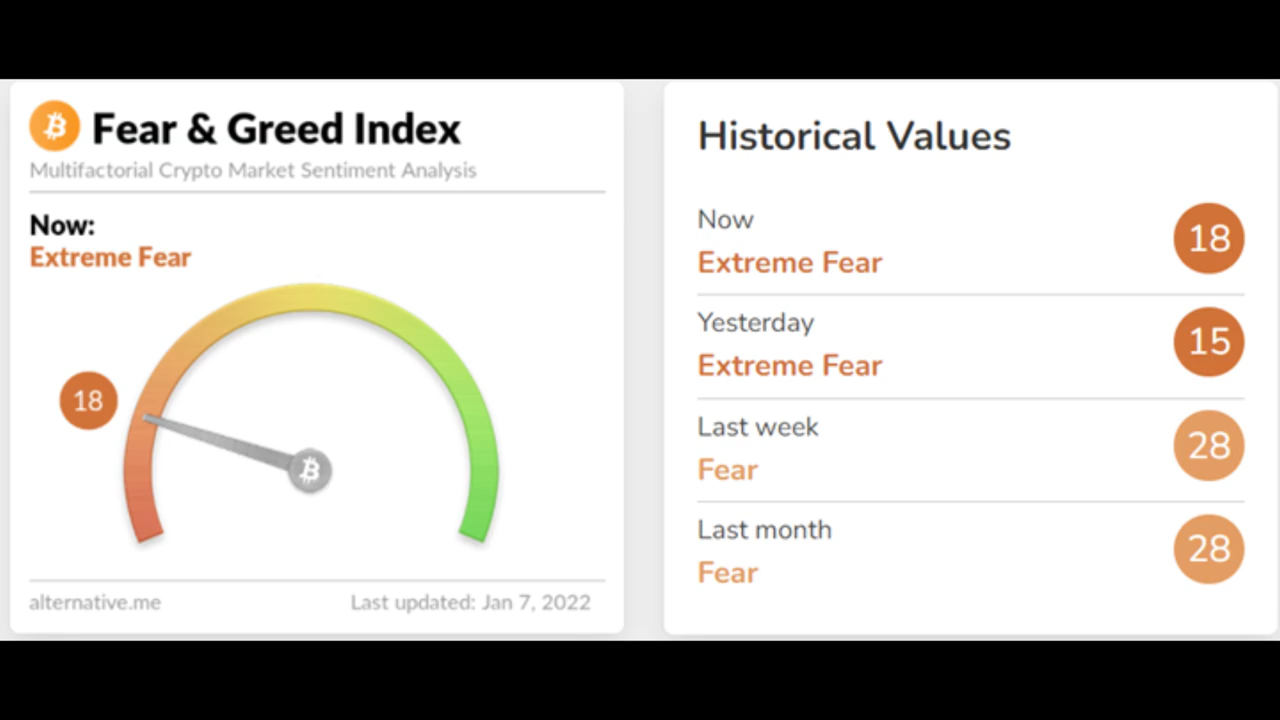 Fear & Greed Index
Multifactorial Crypto Market Sentiment Analysis
Now:
Extreme Fear
18
alternative.me
Last updated: Jan 7, 2022
Historical Values
Now
Extreme Fear
18
Yesterday
Extreme Fear
15
Last week
Fear
28
Last month
Fear
28